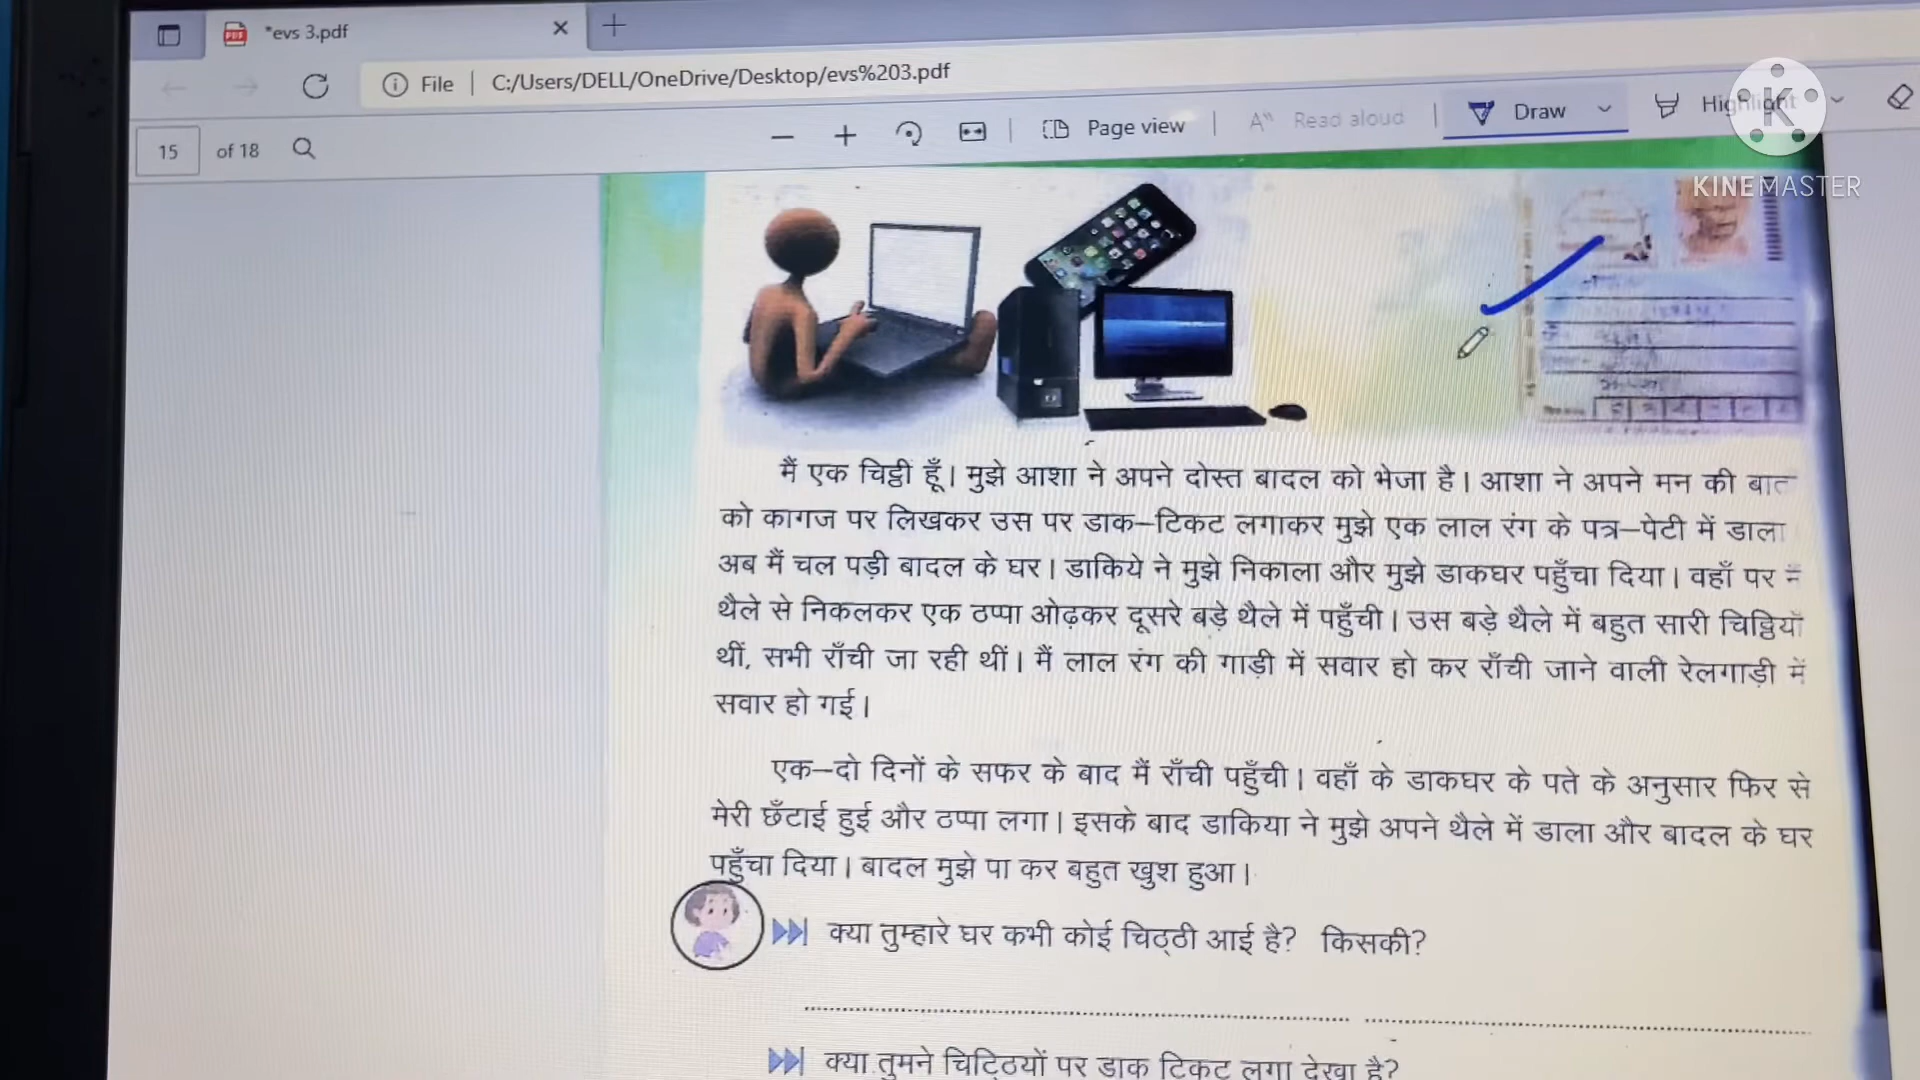 *evs 3.pdf
File
C:/Users/DELL/OneDrive/Desktop/evs%203.pdf
15 of 18
Page view
Read aloud
Draw
Highlight
K
KINEMASTER
मैं एक चिट्ठी हूँ। मुझे आशा ने अपने दोस्त बादल को भेजा है। आशा ने अपने मन की बात
को कागज पर लिखकर उस पर डाक–टिकट लगाकर मुझे एक लाल रंग के पत्र–पेटी में डाला
अब मैं चल पड़ी बादल के घर। डाकिये ने मुझे निकाला और मुझे डाकघर पहुँचा दिया। वहाँ पर
थैले से निकलकर एक ठप्पा ओढ़कर दूसरे बड़े थैले में पहुँची। उस बड़े थैले में बहुत सारी चिट्ठियाँ
थीं, सभी राँची जा रही थीं। मैं लाल रंग की गाड़ी में सवार हो कर राँची जाने वाली रेलगाड़ी में
सवार हो गई।
एक–दो दिनों के सफर के बाद मैं राँची पहुँची। वहाँ के डाकघर के पते के अनुसार फिर से
मेरी छँटाई हुई और ठप्पा लगा। इसके बाद डाकिया ने मुझे अपने थैले में डाला और बादल के घर
पहुँचा दिया। बादल मुझे पा कर बहुत खुश हुआ।
क्या तुम्हारे घर कभी कोई चिठ्ठी आई है? किसकी?
क्या तुमने चिट्ठियों पर डाक टिकट लगा देखा है?